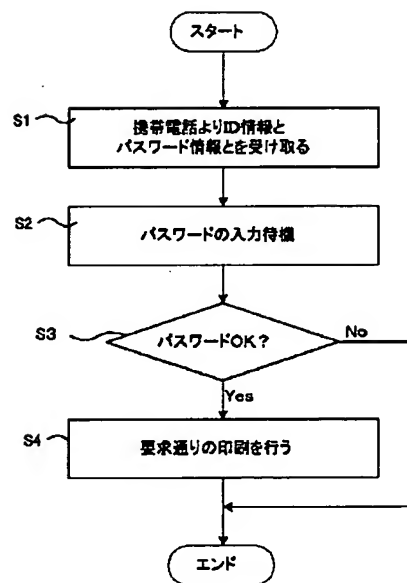 スタート
S1
携帯電話よりID情報と
パスワード情報とを受け取る
S2
パスワードの入力待機
S3
パスワードOK？
No
Yes
S4
要求通りの印刷を行う
エンド